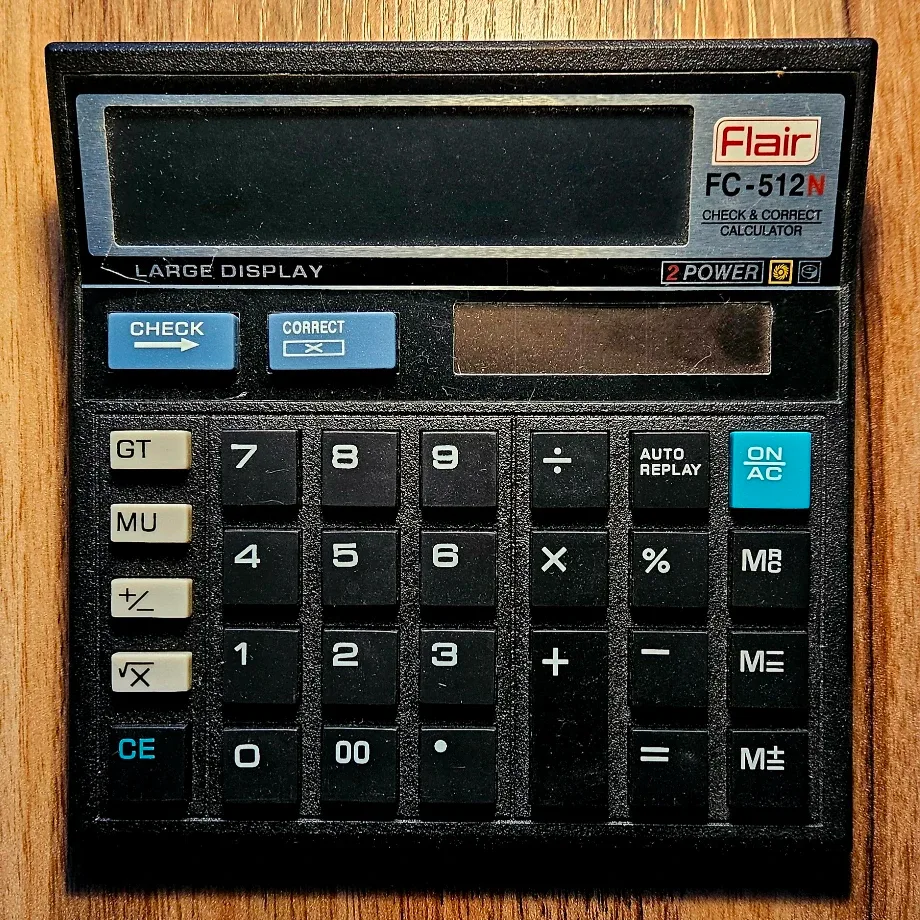 Flair
FC-512N
CHECK & CORRECT
CALCULATOR
LARGE DISPLAY
2 POWER
CHECK
CORRECT
X
GT
7
8
9
÷
AUTO
REPLAY
ON
AC
MU
4
5
6
×
%
MRC
+/−
1
2
3
+
−
M=
√X
CE
0
00
.
=
M±